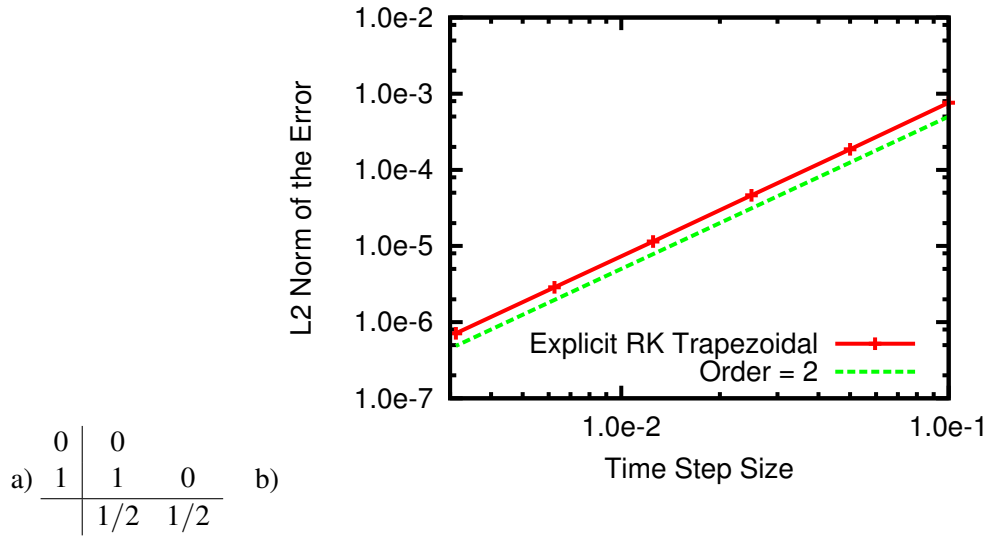 1.0e-2
1.0e-3
1.0e-4
1.0e-5
1.0e-6
1.0e-7
L2 Norm of the Error
Explicit RK Trapezoidal
Order = 2
1.0e-2 1.0e-1
Time Step Size
0 0
a) 1 1 0 b)
1/2 1/2